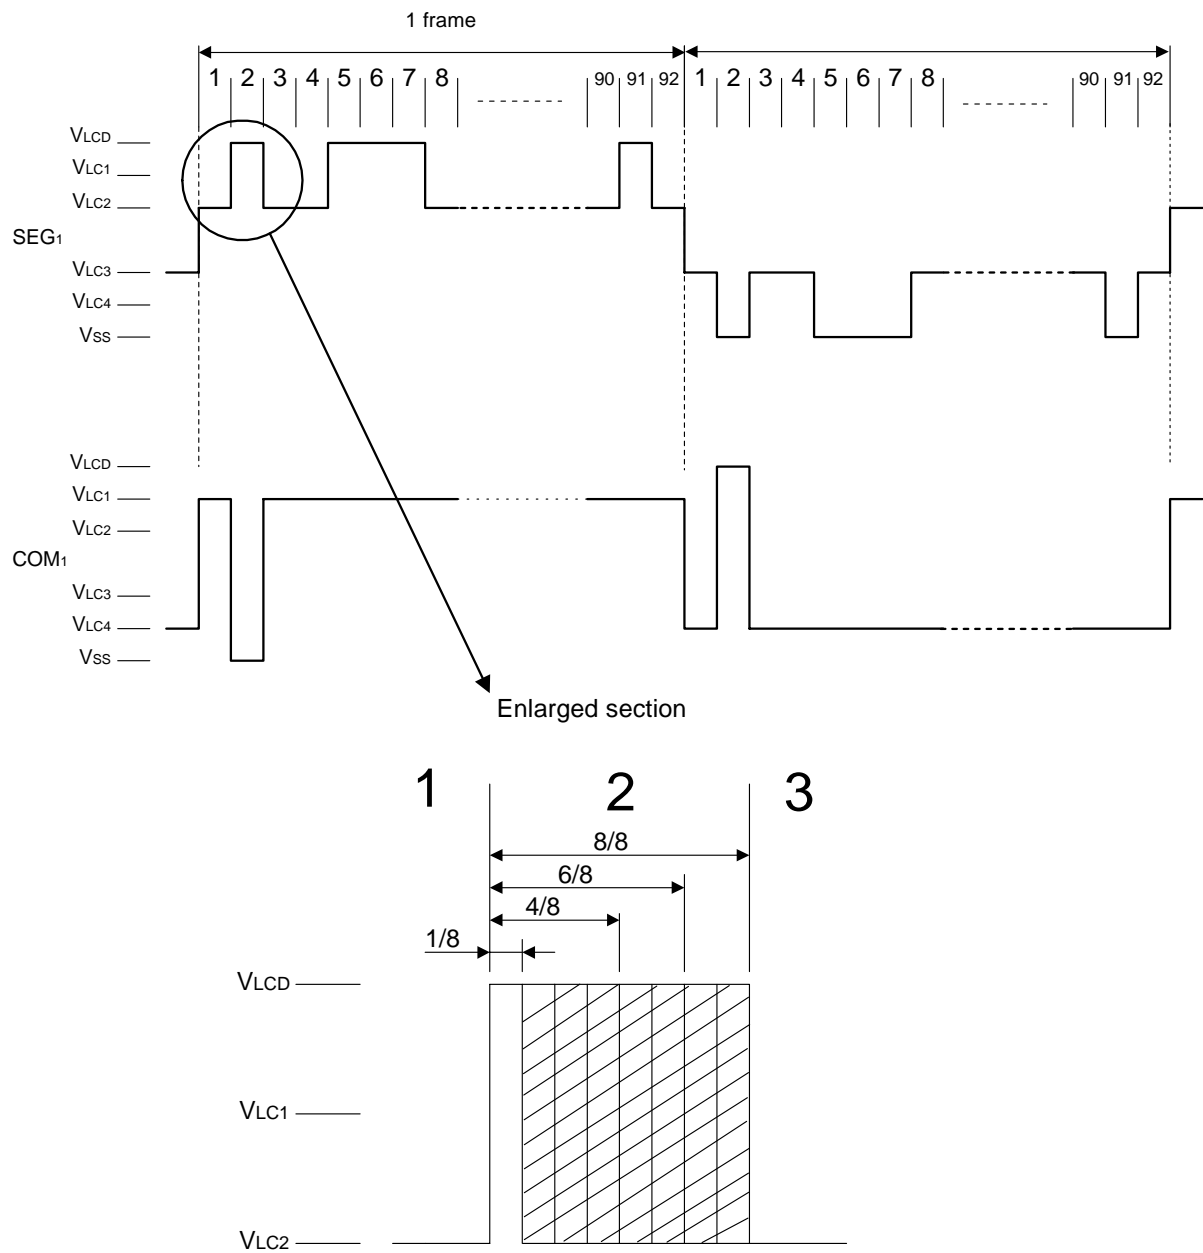 1 frame
1 2 3 4 5 6 7 8 90 91 92 1 2 3 4 5 6 7 8 90 91 92
VLCD
VLC1
VLC2
SEG1
VLC3
VLC4
VSS
VLCD
VLC1
VLC2
COM1
VLC3
VLC4
VSS
Enlarged section
1 2 3
8/8
6/8
4/8
1/8
VLCD
VLC1
VLC2